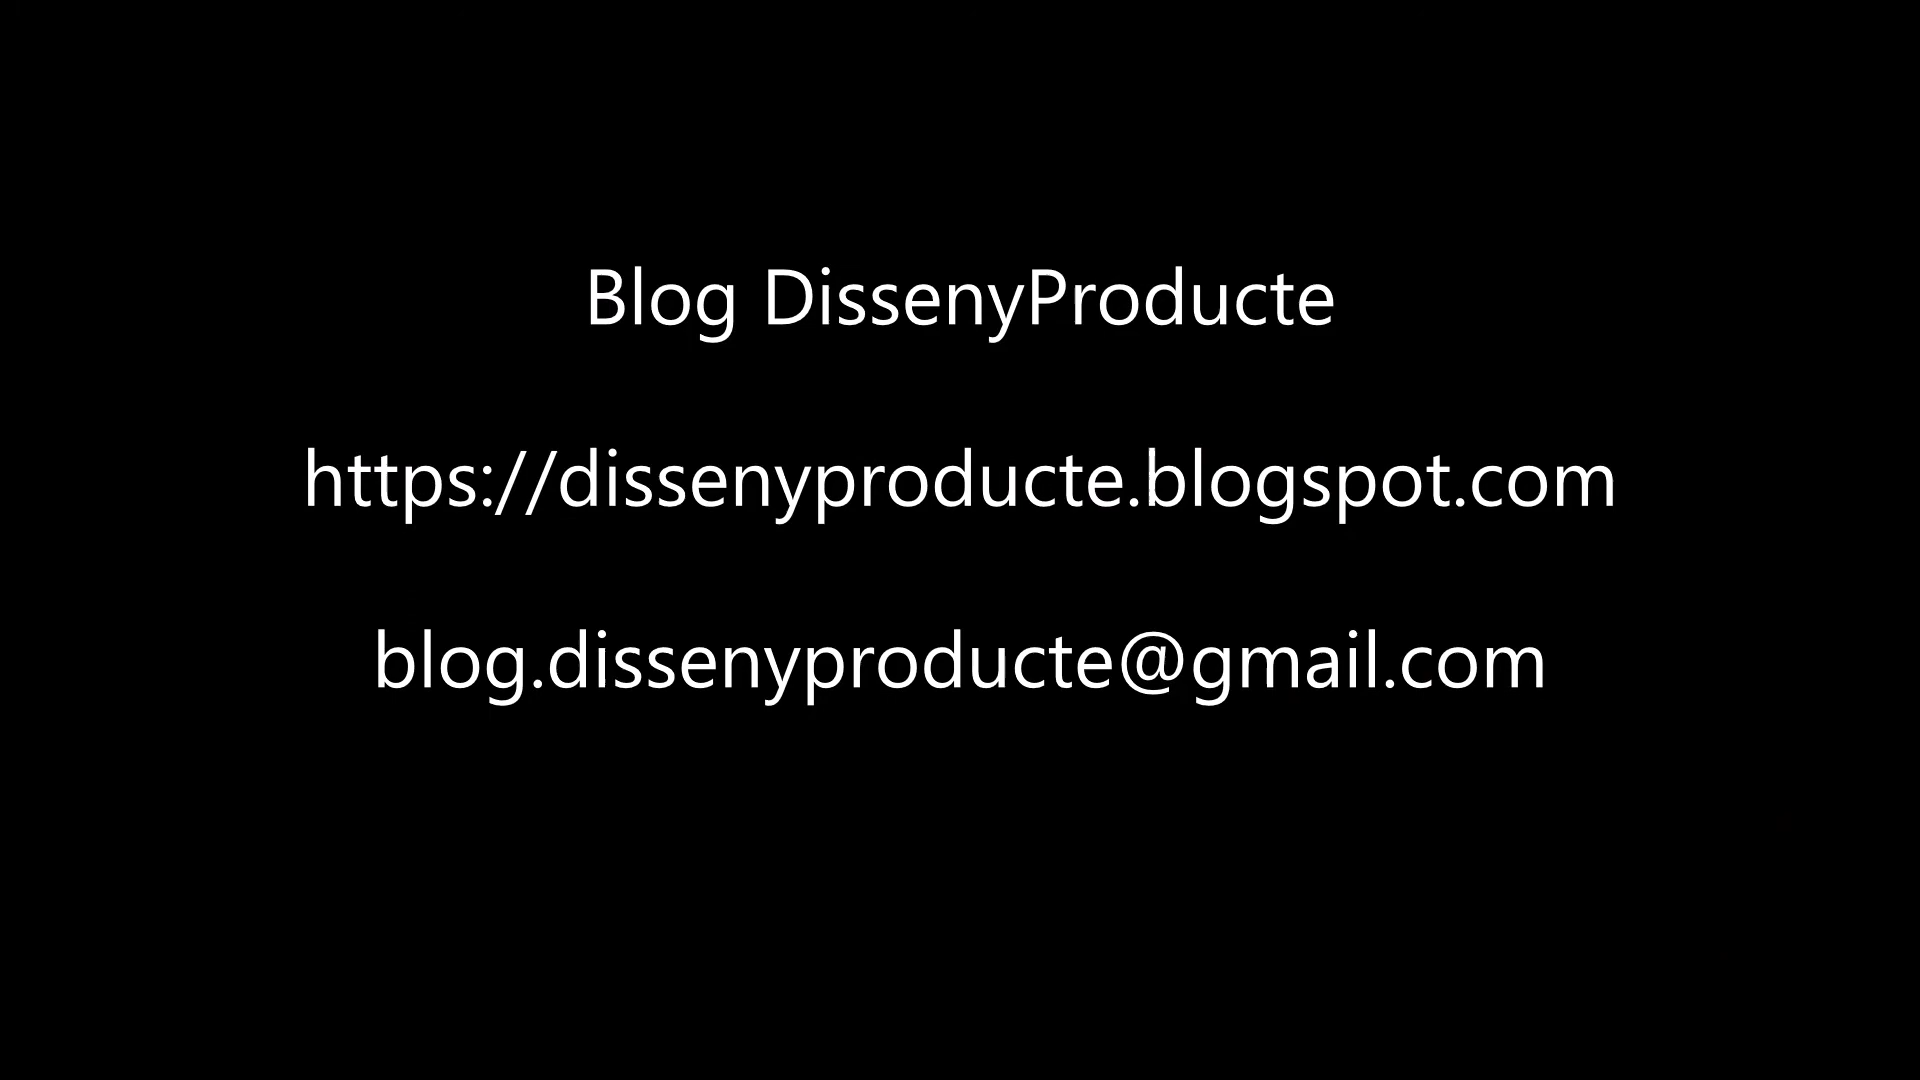 Blog DissenyProducte
https://dissenyproducte.blogspot.com
blog.dissenyproducte@gmail.com